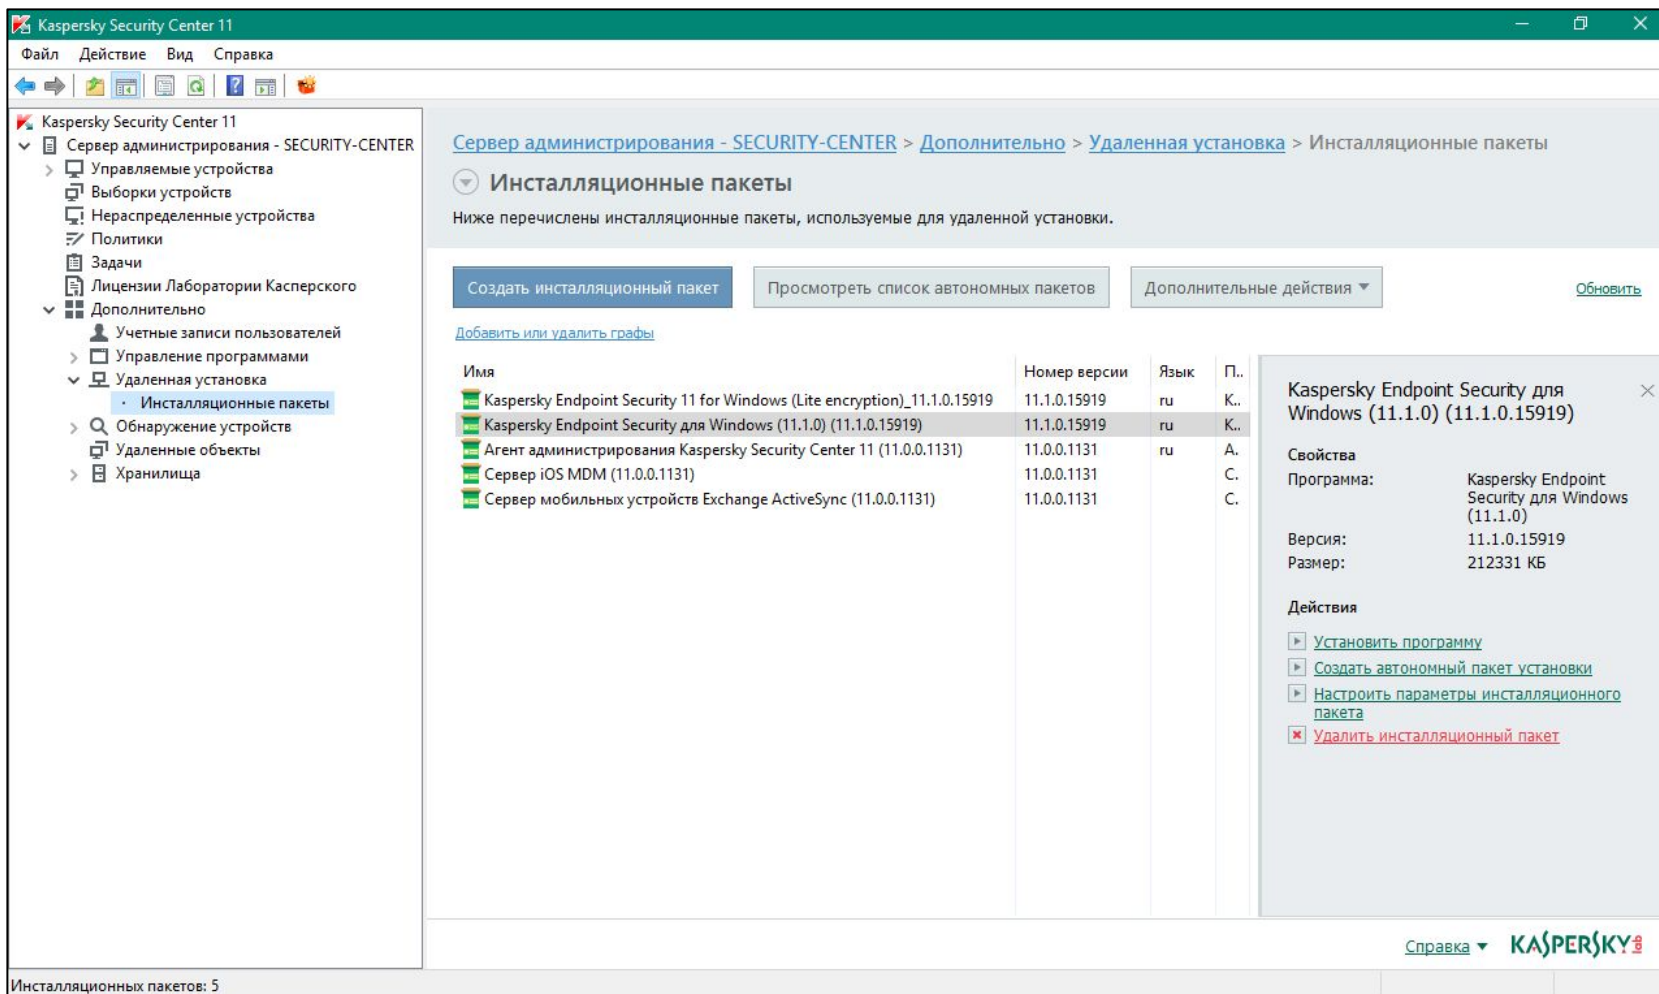 Kaspersky Security Center 11
Файл Действие Вид Справка
Kaspersky Security Center 11
Сервер администрирования - SECURITY-CENTER
Управляемые устройства
Выборки устройств
Нераспределенные устройства
Политики
Задачи
Лицензии Лаборатории Касперского
Дополнительно
Учетные записи пользователей
Управление программами
Удаленная установка
Инсталляционные пакеты
Обнаружение устройств
Удаленные объекты
Хранилища
Сервер администрирования - SECURITY-CENTER > Дополнительно > Удаленная установка > Инсталляционные пакеты
Инсталляционные пакеты
Ниже перечислены инсталляционные пакеты, используемые для удаленной установки.
Создать инсталляционный пакет Просмотреть список автономных пакетов Дополнительные действия Обновить
Добавить или удалить графы
Имя Номер версии Язык П..
Kaspersky Endpoint Security 11 for Windows (Lite encryption)_11.1.0.15919 11.1.0.15919 ru K..
Kaspersky Endpoint Security для Windows (11.1.0) (11.1.0.15919) 11.1.0.15919 ru K..
Агент администрирования Kaspersky Security Center 11 (11.0.0.1131) 11.0.0.1131 ru А.
Сервер iOS MDM (11.0.0.1131) 11.0.0.1131 С.
Сервер мобильных устройств Exchange ActiveSync (11.0.0.1131) 11.0.0.1131 С.
Kaspersky Endpoint Security для
Windows (11.1.0) (11.1.0.15919)
Свойства
Программа: Kaspersky Endpoint
Security для Windows
(11.1.0)
Версия: 11.1.0.15919
Размер: 212331 КБ
Действия
Установить программу
Создать автономный пакет установки
Настроить параметры инсталляционного
пакета
Удалить инсталляционный пакет
Справка KASPERSKY lab
Инсталляционных пакетов: 5